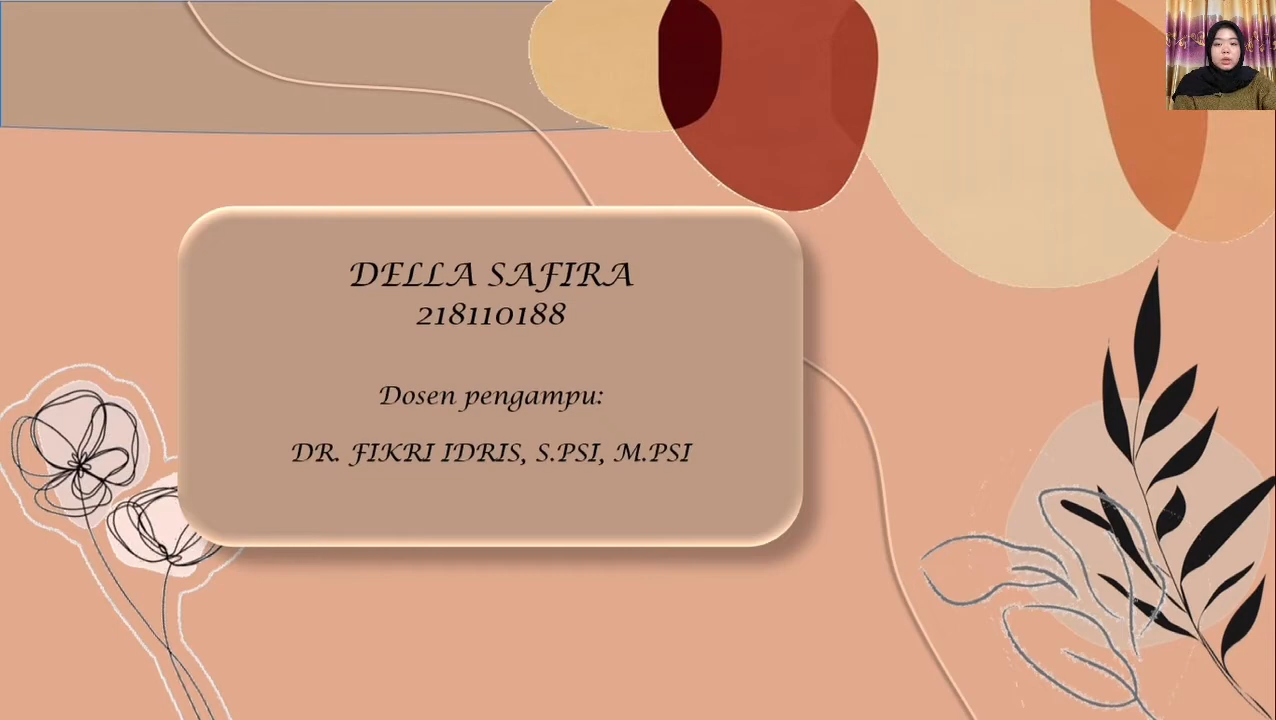 DELLA SAFIRA
218110188
Dosen pengampu:
DR. FIKRI IDRIS, S.PSI, M.PSI